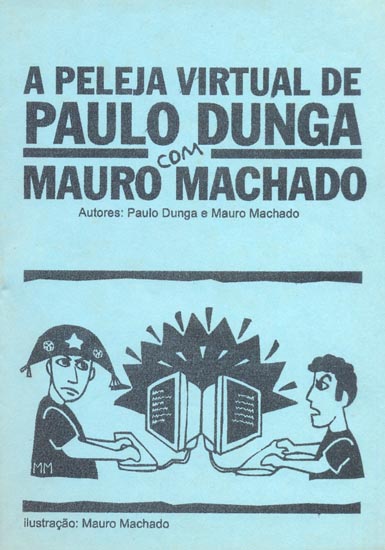 A PELEJA VIRTUAL DE
PAULO DUNGA
COM
MAURO MACHADO
Autores: Paulo Dunga e Mauro Machado
MM
ilustração: Mauro Machado